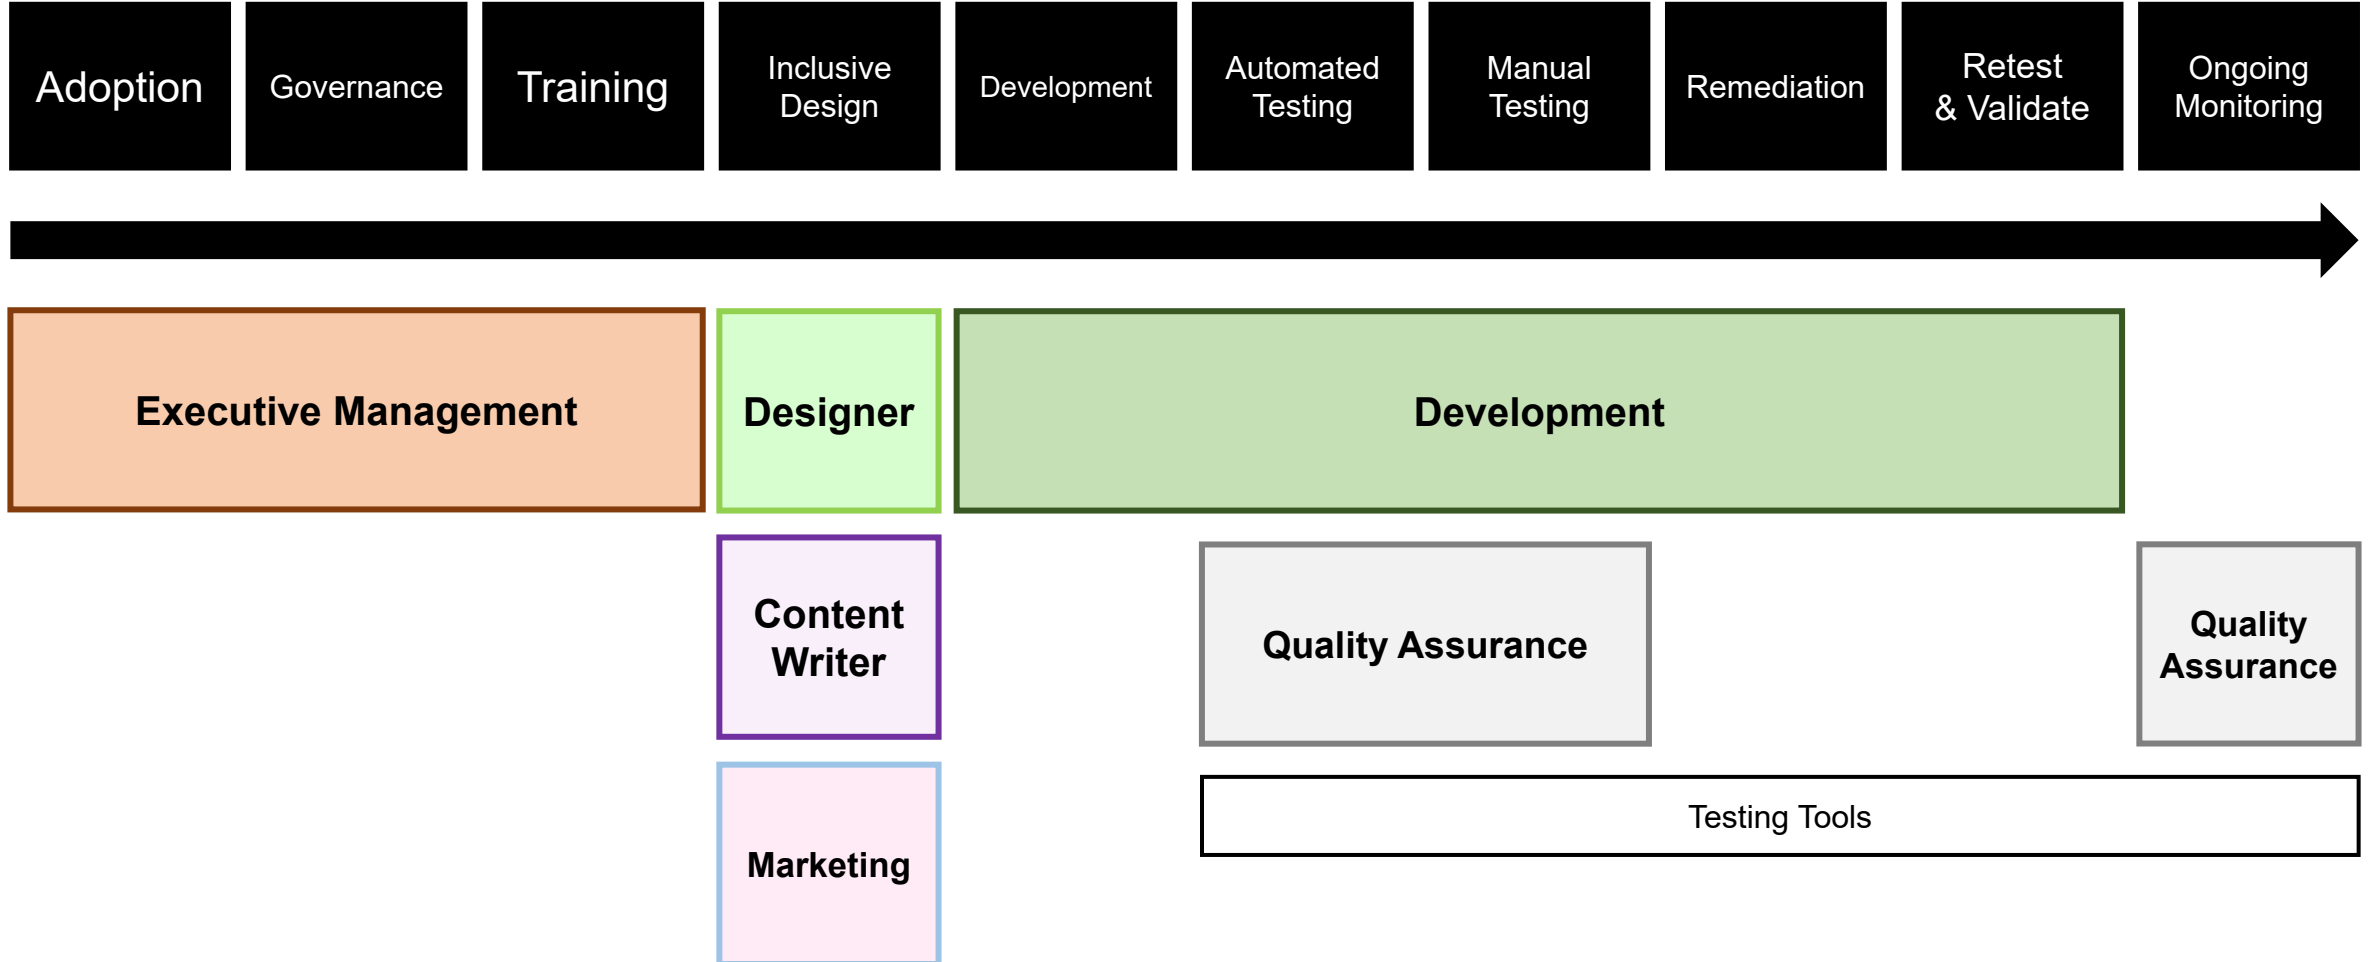 Adoption
Governance
Training
Inclusive
Design
Development
Automated
Testing
Manual
Testing
Remediation
Retest
& Validate
Ongoing
Monitoring
Executive Management
Designer
Development
Content
Writer
Quality Assurance
Quality
Assurance
Marketing
Testing Tools